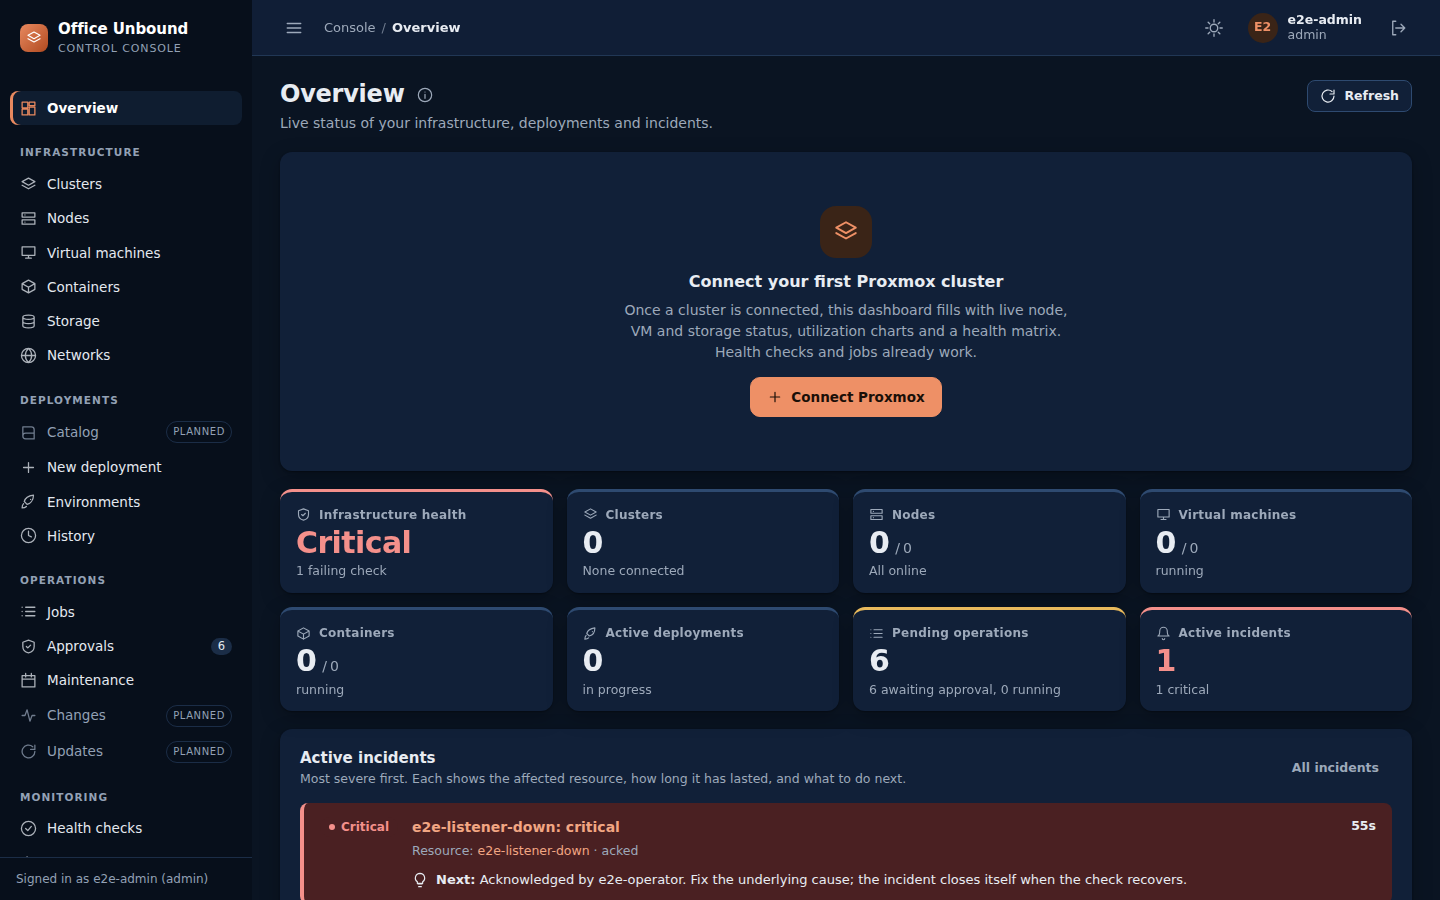 Office Unbound
CONTROL CONSOLE
Overview
INFRASTRUCTURE
Clusters
Nodes
Virtual machines
Containers
Storage
Networks
DEPLOYMENTS
Catalog PLANNED
New deployment
Environments
History
OPERATIONS
Jobs
Approvals 6
Maintenance
Changes PLANNED
Updates PLANNED
MONITORING
Health checks
Signed in as e2e-admin (admin)
Console / Overview
E2 e2e-admin
admin
Overview
Refresh
Live status of your infrastructure, deployments and incidents.
Connect your first Proxmox cluster
Once a cluster is connected, this dashboard fills with live node,
VM and storage status, utilization charts and a health matrix.
Health checks and jobs already work.
Connect Proxmox
Infrastructure health
Critical
1 failing check
Clusters
0
None connected
Nodes
0 / 0
All online
Virtual machines
0 / 0
running
Containers
0 / 0
running
Active deployments
0
in progress
Pending operations
6
6 awaiting approval, 0 running
Active incidents
1
1 critical
Active incidents
Most severe first. Each shows the affected resource, how long it has lasted, and what to do next.
All incidents
Critical e2e-listener-down: critical 55s
Resource: e2e-listener-down · acked
Next: Acknowledged by e2e-operator. Fix the underlying cause; the incident closes itself when the check recovers.